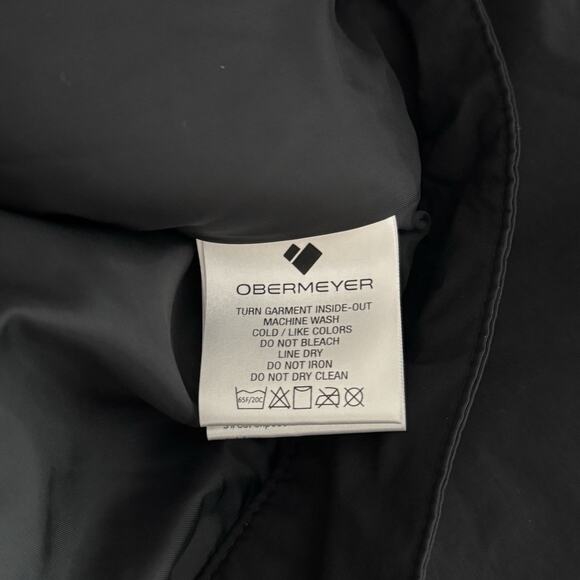 OBERMEYER
TURN GARMENT INSIDE-OUT
MACHINE WASH
COLD / LIKE COLORS
DO NOT BLEACH
LINE DRY
DO NOT IRON
DO NOT DRY CLEAN
65F/20C